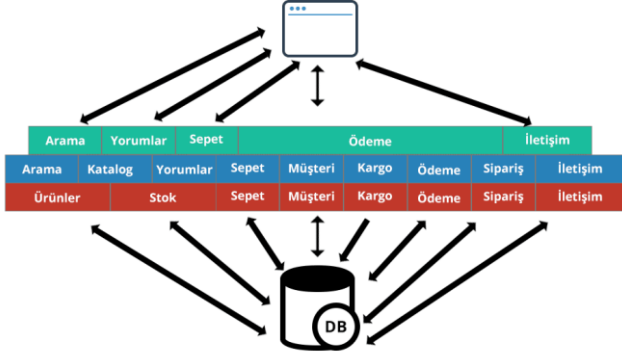 Arama Yorumlar Sepet Ödeme İletişim
Arama Katalog Yorumlar Sepet Müşteri Kargo Ödeme Sipariş İletişim
Ürünler Stok Sepet Müşteri Kargo Ödeme Sipariş İletişim
DB